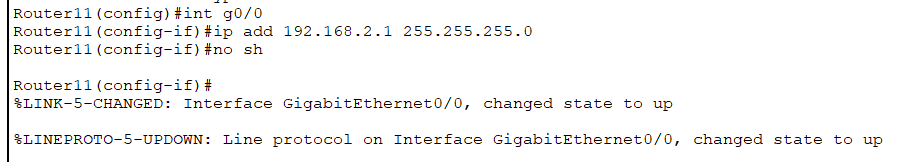 Router11(config)#int g0/0
Router11(config-if)#ip add 192.168.2.1 255.255.255.0
Router11(config-if)#no sh
Router11(config-if)#
%LINK-5-CHANGED: Interface GigabitEthernet0/0, changed state to up
%LINEPROTO-5-UPDOWN: Line protocol on Interface GigabitEthernet0/0, changed state to up